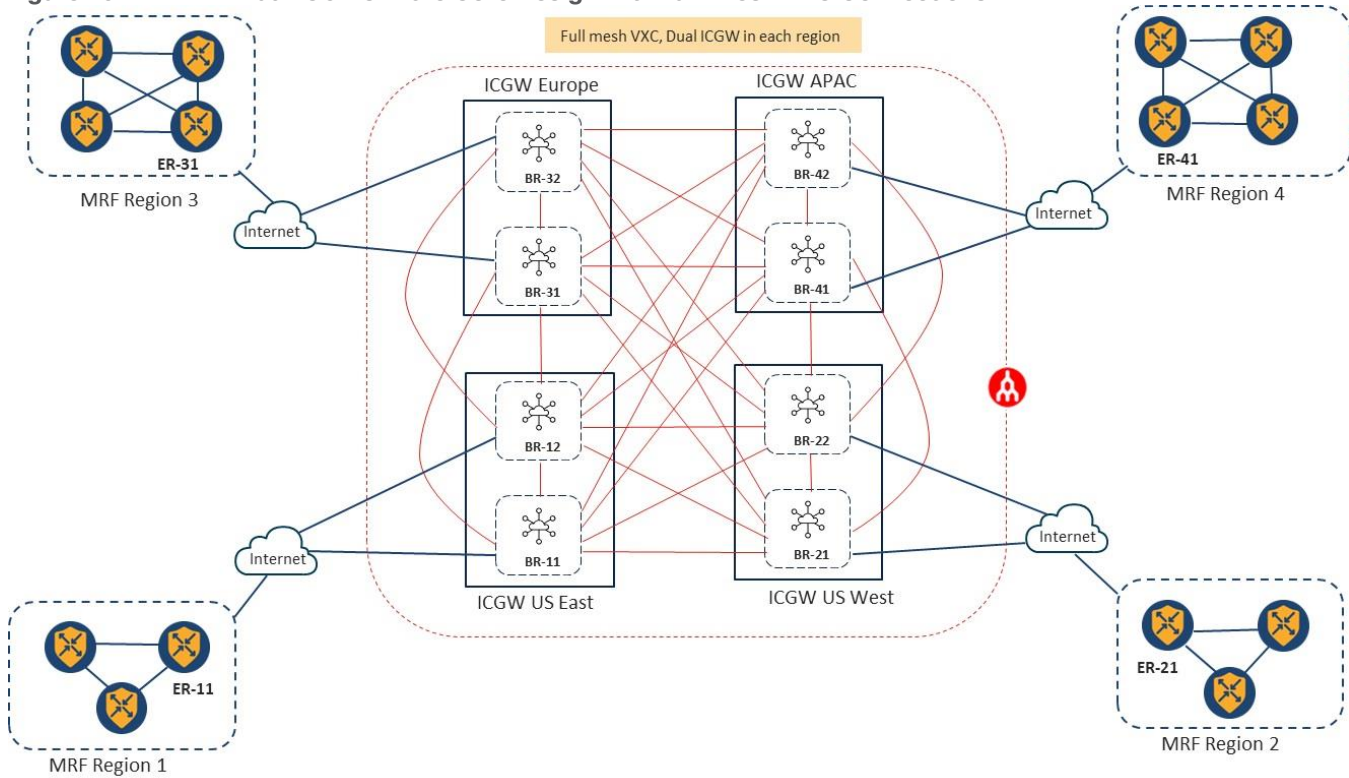 Full mesh VXC, Dual ICGW in each region
ICGW Europe
ICGW APAC
BR-32
BR-42
ER-31
ER-41
MRF Region 3
MRF Region 4
Internet
Internet
BR-31
BR-41
BR-12
BR-22
Internet
Internet
BR-11
BR-21
ICGW US East
ICGW US West
ER-11
ER-21
MRF Region 1
MRF Region 2